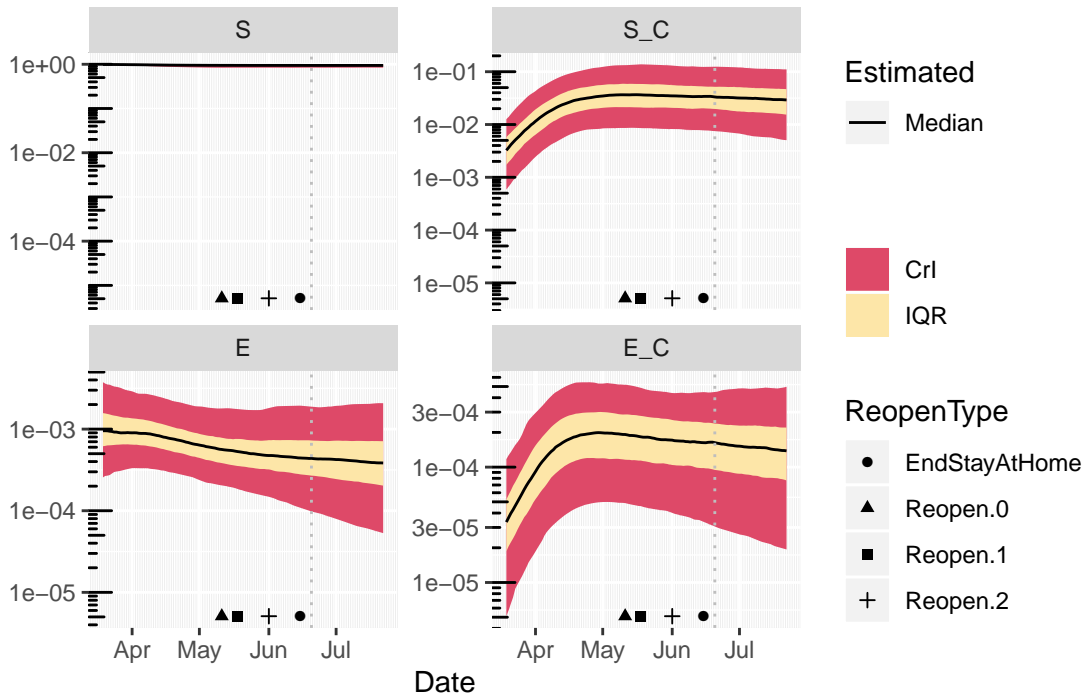 S
S_C
1e+00
1e−02
1e−04
1e−01
1e−02
1e−03
1e−04
1e−05
E
E_C
1e−03
1e−04
1e−05
3e−04
1e−04
3e−05
1e−05
Apr May Jun Jul
Apr May Jun Jul
Date
Estimated
Median
CrI
IQR
ReopenType
EndStayAtHome
Reopen.0
Reopen.1
Reopen.2